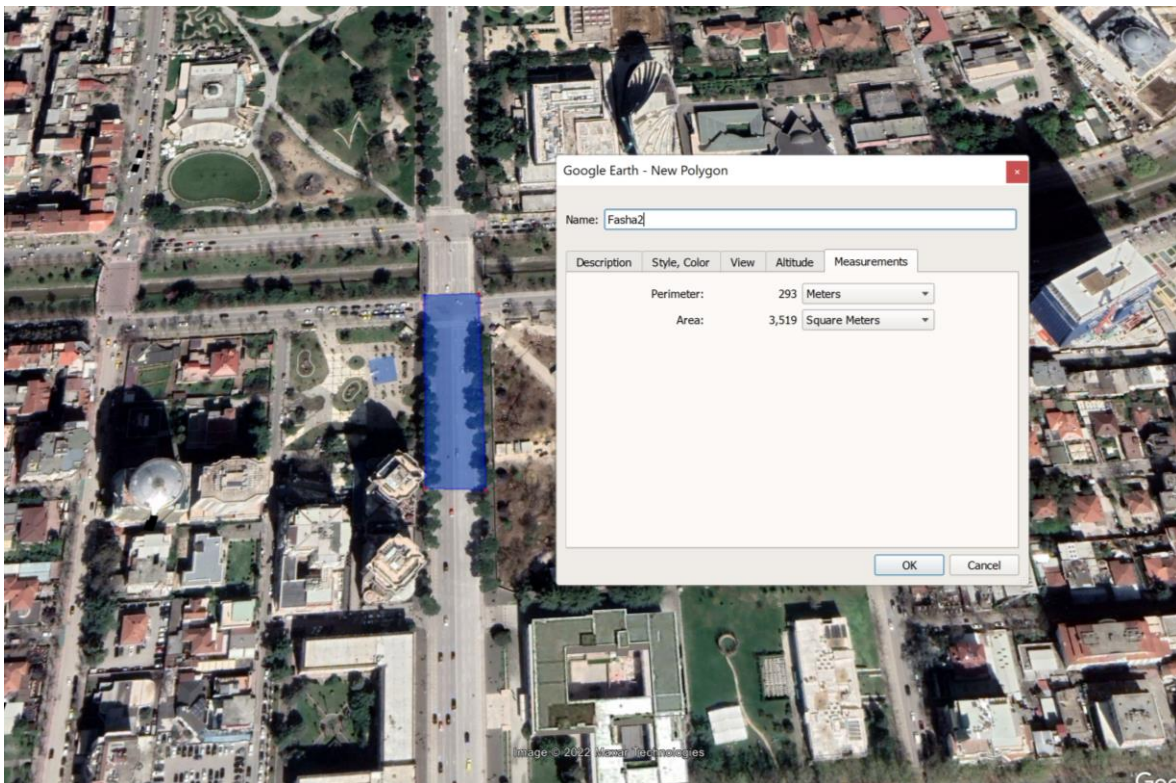 Google Earth - New Polygon
×
Name: Fasha2
Description Style, Color View Altitude Measurements
Perimeter: 293 Meters
Area: 3,519 Square Meters
OK Cancel
Image © 2022 Maxar Technologies
Goo